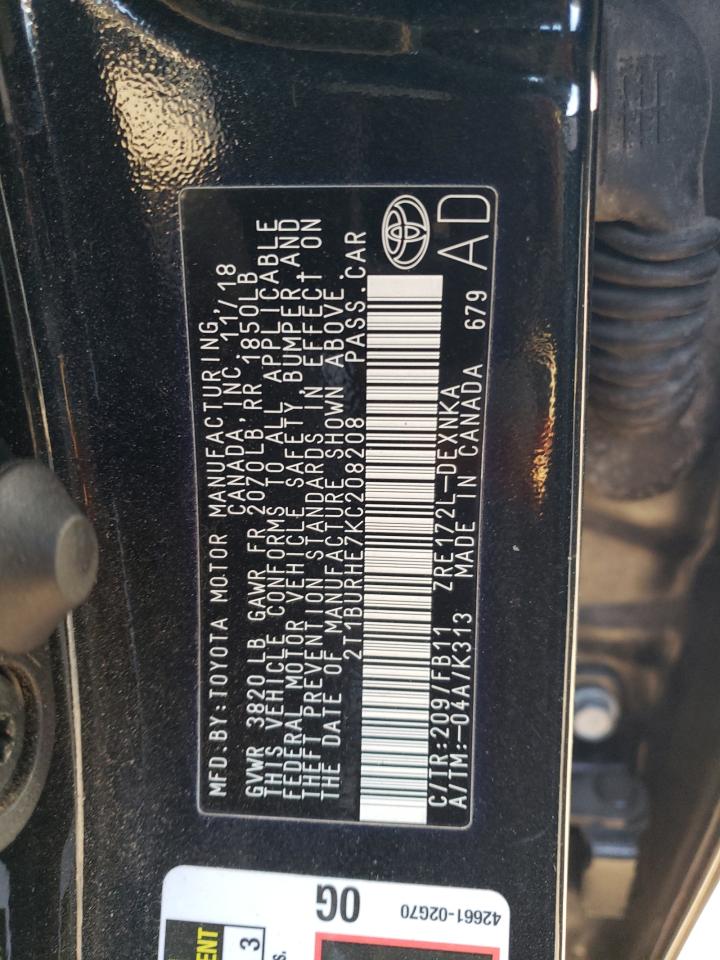 MFD.BY:TOYOTA MOTOR MANUFACTURING,
CANADA,INC 11/18
GVWR 3820 LB GAWR FR 2070LB,RR 1850LB
THIS VEHICLE CONFORMS TO ALL APPLICABLE
FEDERAL MOTOR VEHICLE SAFETY, BUMPER,AND
THEFT PREVENTION STANDARDS IN EFFECT ON
THE DATE OF MANUFACTURE SHOWN ABOVE
2T1BURHE7KC208208 PASS.CAR
C/TR:209/FB11 ZRE172L-DEXNKA
A/TM:-04A/K313 MADE IN CANADA 679
AD
0G
42661-02G70
3